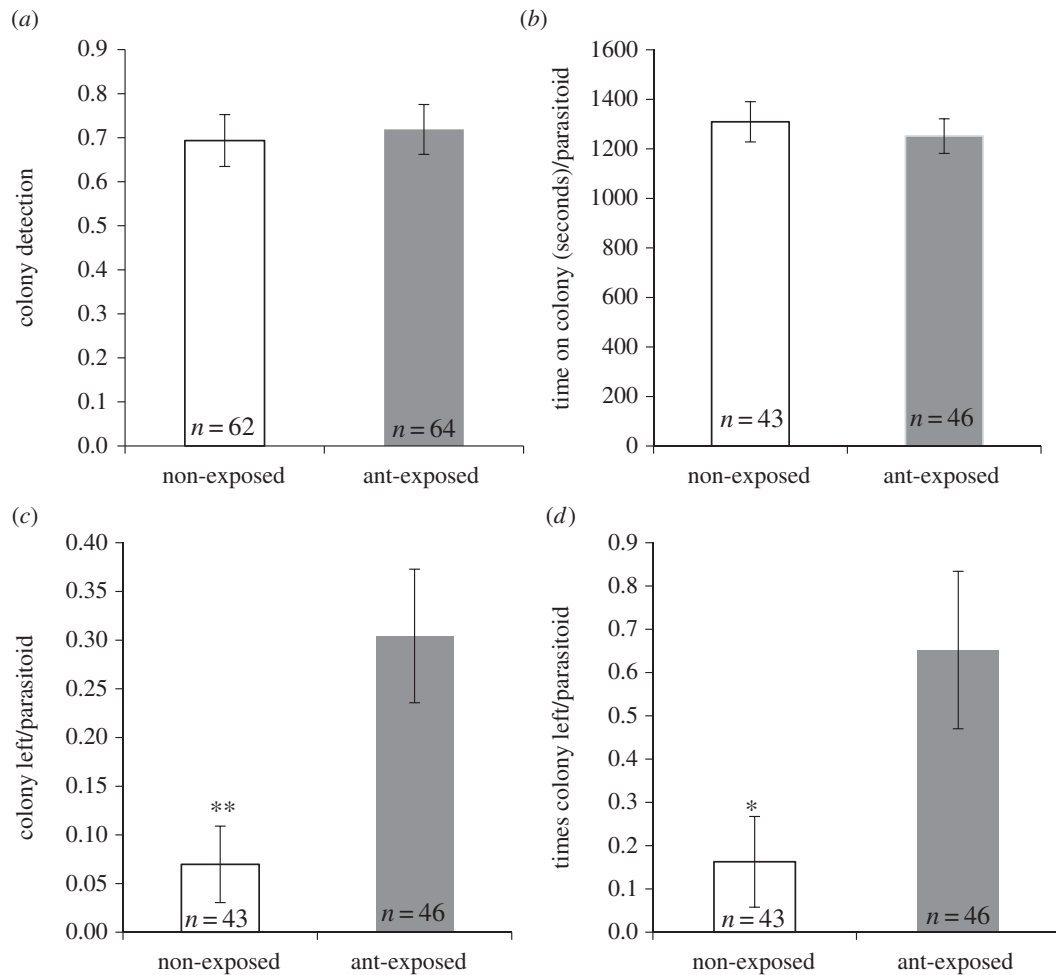 (a)
0.9
0.8
0.7
0.6
0.5
0.4
0.3
0.2
0.1
0.0
colony detection
n = 62
n = 64
non-exposed
ant-exposed
(b)
1600
1400
1200
1000
800
600
400
200
0
time on colony (seconds)/parasitoid
n = 43
n = 46
non-exposed
ant-exposed
(c)
0.40
0.35
0.30
0.25
0.20
0.15
0.10
0.05
0.00
colony left/parasitoid
**
n = 43
n = 46
non-exposed
ant-exposed
(d)
0.9
0.8
0.7
0.6
0.5
0.4
0.3
0.2
0.1
0.0
times colony left/parasitoid
*
n = 43
n = 46
non-exposed
ant-exposed